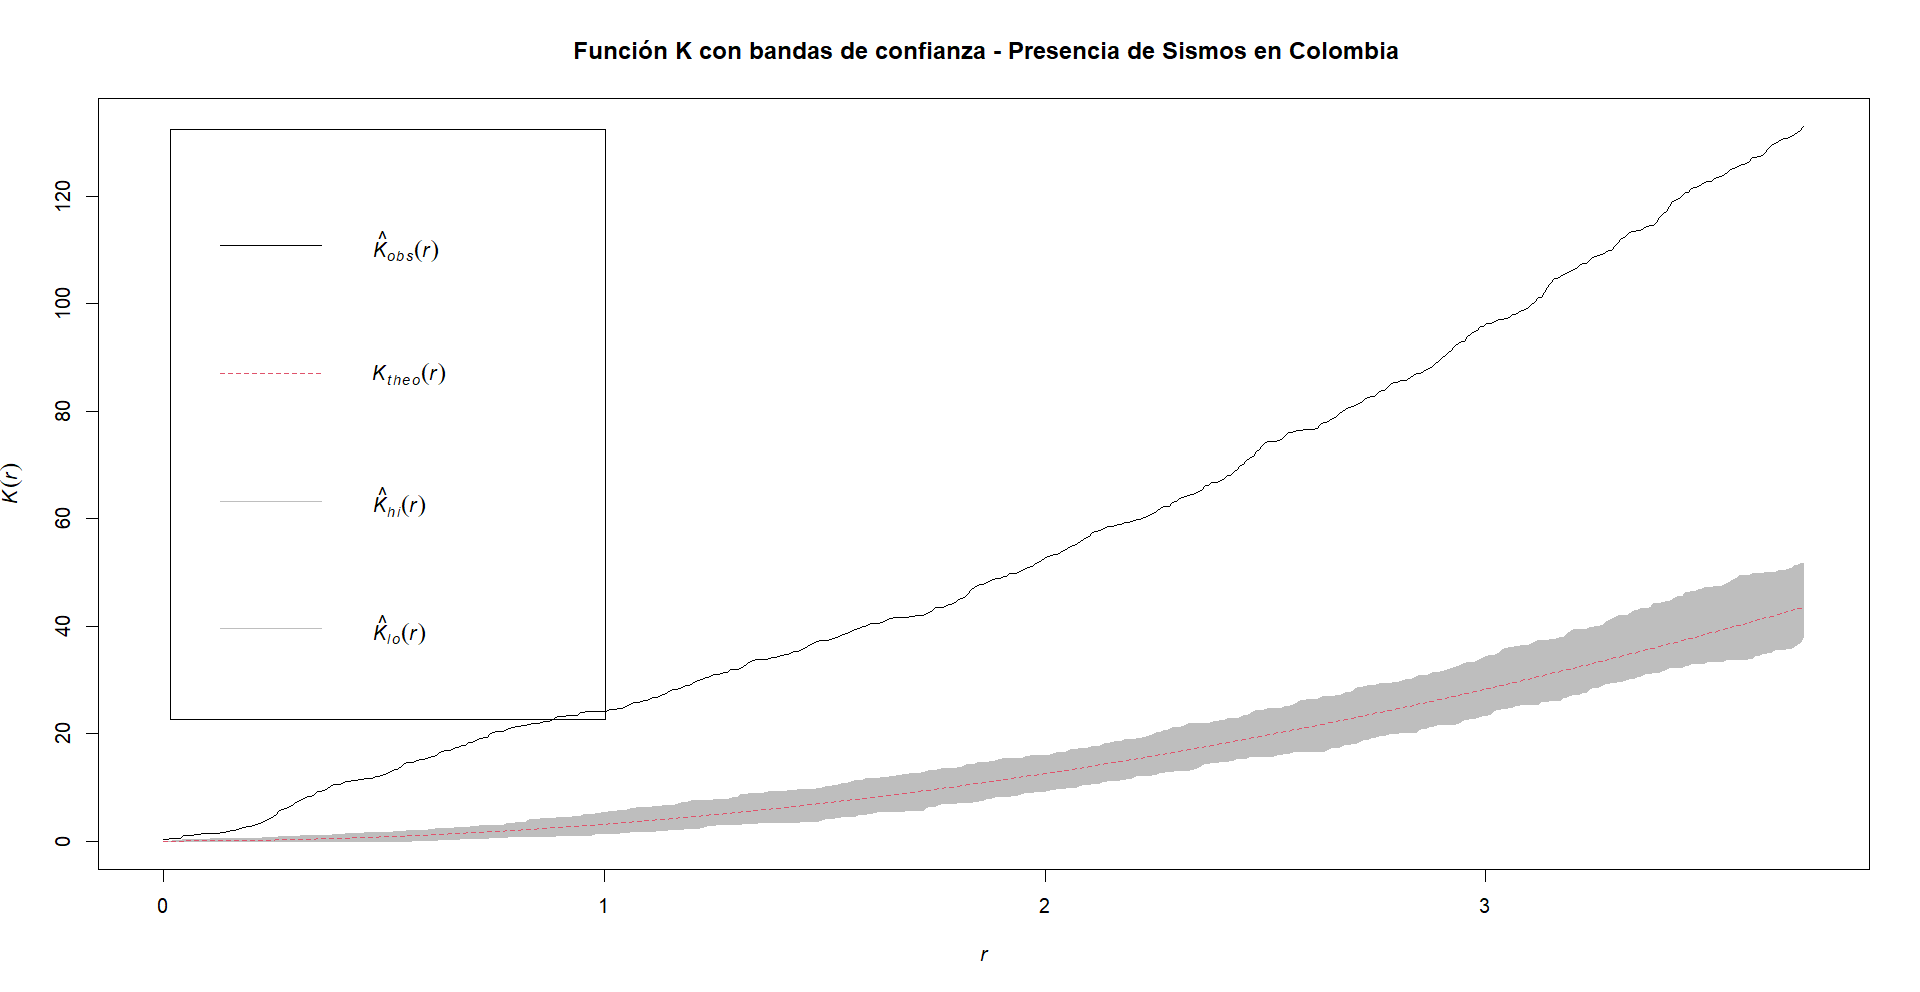 Función K con bandas de confianza - Presencia de Sismos en Colombia
K̂obs(r)
Ktheo(r)
K̂hi(r)
K̂lo(r)
K(r)
120
100
80
60
40
20
0
0 1 2 3
r